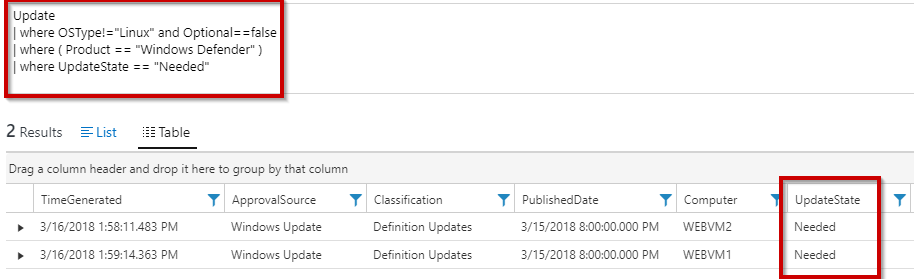 Update
| where OSType!="Linux" and Optional==false
| where ( Product == "Windows Defender" )
| where UpdateState == "Needed"
2 Results List Table
Drag a column header and drop it here to group by that column
TimeGenerated ApprovalSource Classification PublishedDate Computer UpdateState
3/16/2018 1:58:11.483 PM Windows Update Definition Updates 3/15/2018 8:00:00.000 PM WEBVM2 Needed
3/16/2018 1:59:14.363 PM Windows Update Definition Updates 3/15/2018 8:00:00.000 PM WEBVM1 Needed